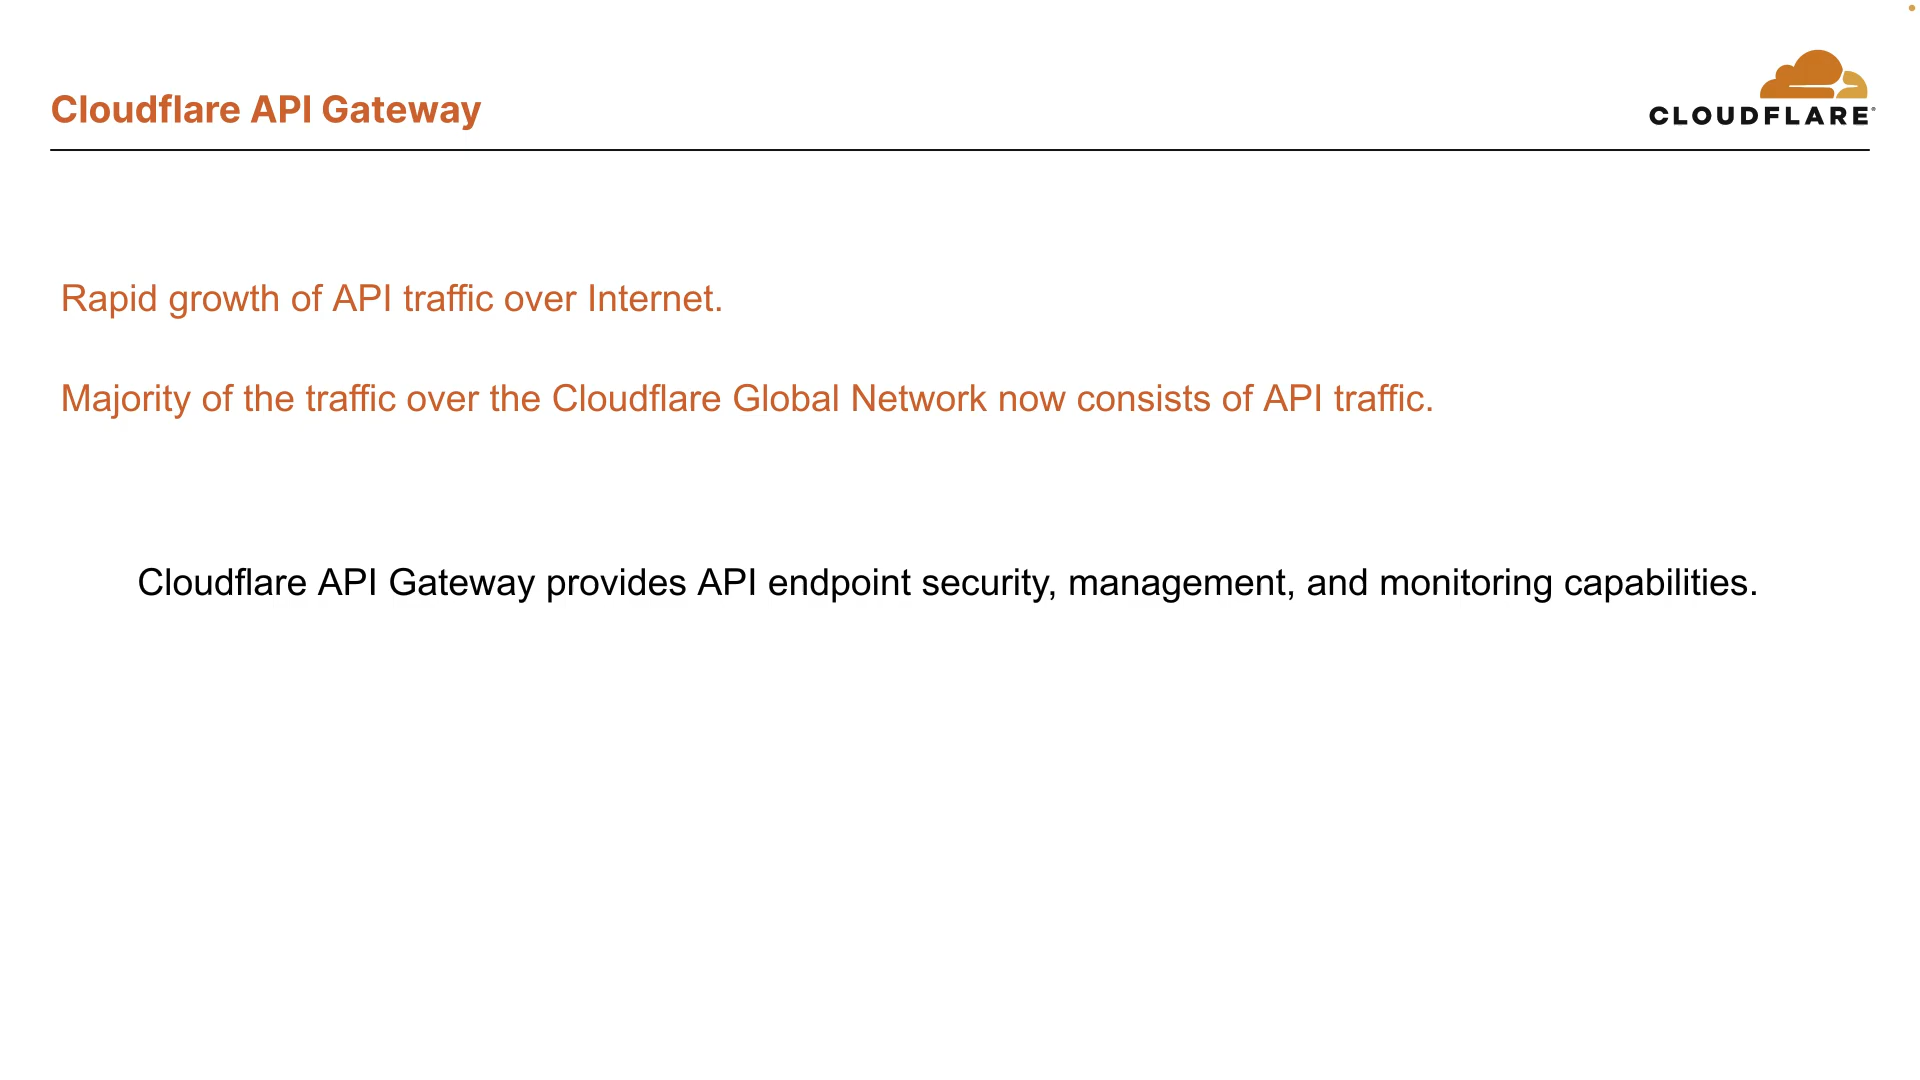 Cloudflare API Gateway
CLOUDFLARE®
Rapid growth of API traffic over Internet.
Majority of the traffic over the Cloudflare Global Network now consists of API traffic.
Cloudflare API Gateway provides API endpoint security, management, and monitoring capabilities.